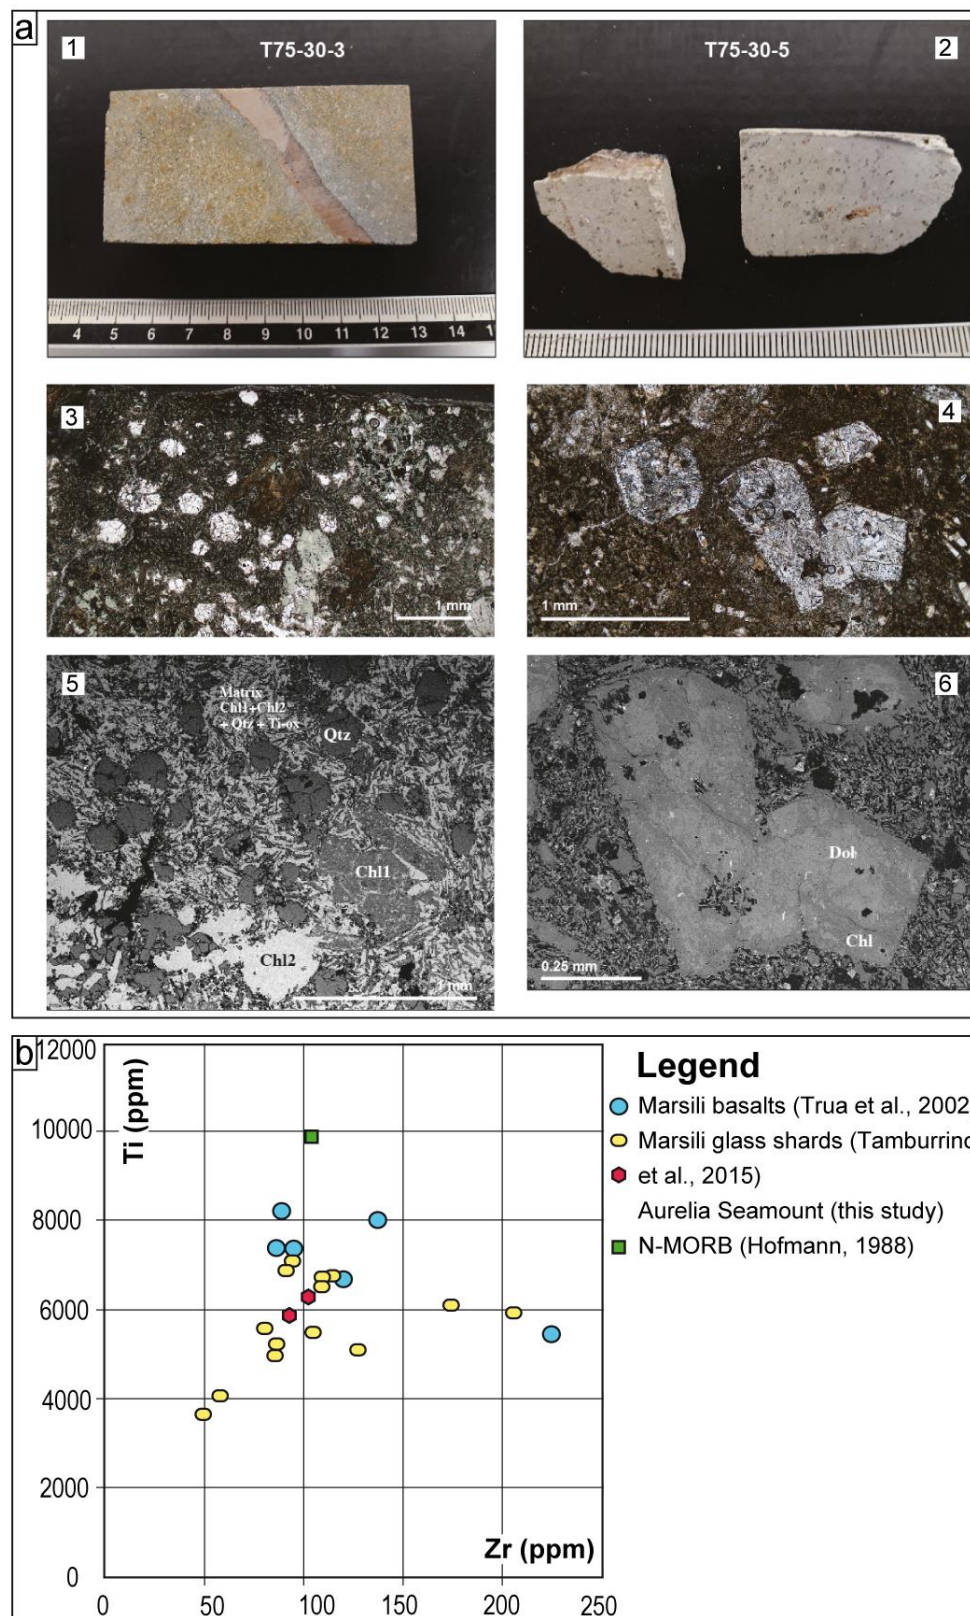 a
1
T75-30-3
4 5 6 7 8 9 10 11 12 13 14 1
T75-30-5
2
3
1 mm
4
1 mm
5
Matrix
Chl1+Chl2
+ Qtz + Ti-ox
Qtz
Chl1
Chl2
1 mm
6
Dol
Chl
0.25 mm
b
12000
10000
8000
6000
4000
2000
0
Ti (ppm)
Zr (ppm)
0 50 100 150 200 250
Legend
Marsili basalts (Trua et al., 2002
Marsili glass shards (Tamburrino
et al., 2015)
Aurelia Seamount (this study)
N-MORB (Hofmann, 1988)